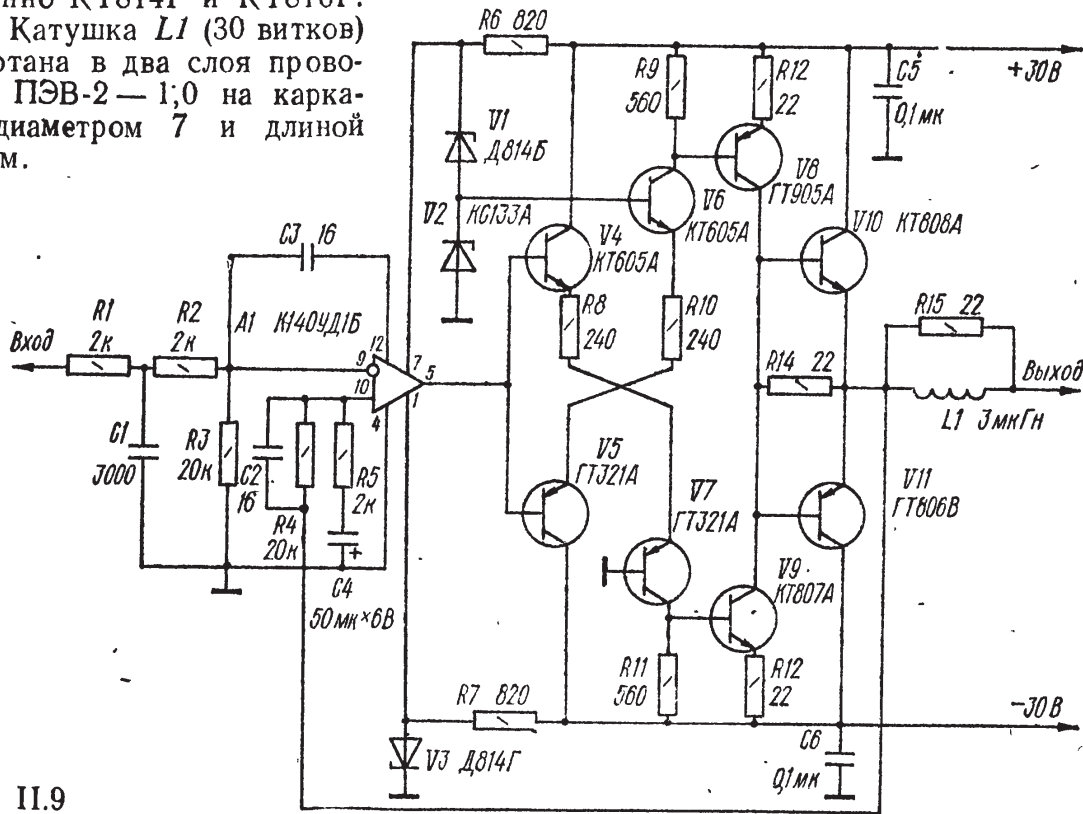 КТ814Г и КТ816Г.
Катушка L1 (30 витков)
в два слоя прово-
ПЭВ-2 — 1,0 на карка-
диаметром 7 и длиной
R6 820
+30В
C5
0,1мк
R9
560
R12
22
V1
Д814Б
V2
КС133А
V4
КТ605А
V6
КТ605А
V8
ГТ905А
V10 КТ808А
C3 16
R8
240
R10
240
R15 22
Вход
R1
2к
R2
2к
А1 К140УД1Б
12
9
10
7
5
1
4
R14 22
Выход
L1 3мкГн
C1
3000
R3
20к
C2
16
R4
20к
R5
2к
+
C4
50мк×6В
V5
ГТ321А
V7
ГТ321А
V11
ГТ806В
V9
КТ807А
R11
560
R12
22
R7 820
−30В
V3 Д814Г
C6
0,1мк
II.9